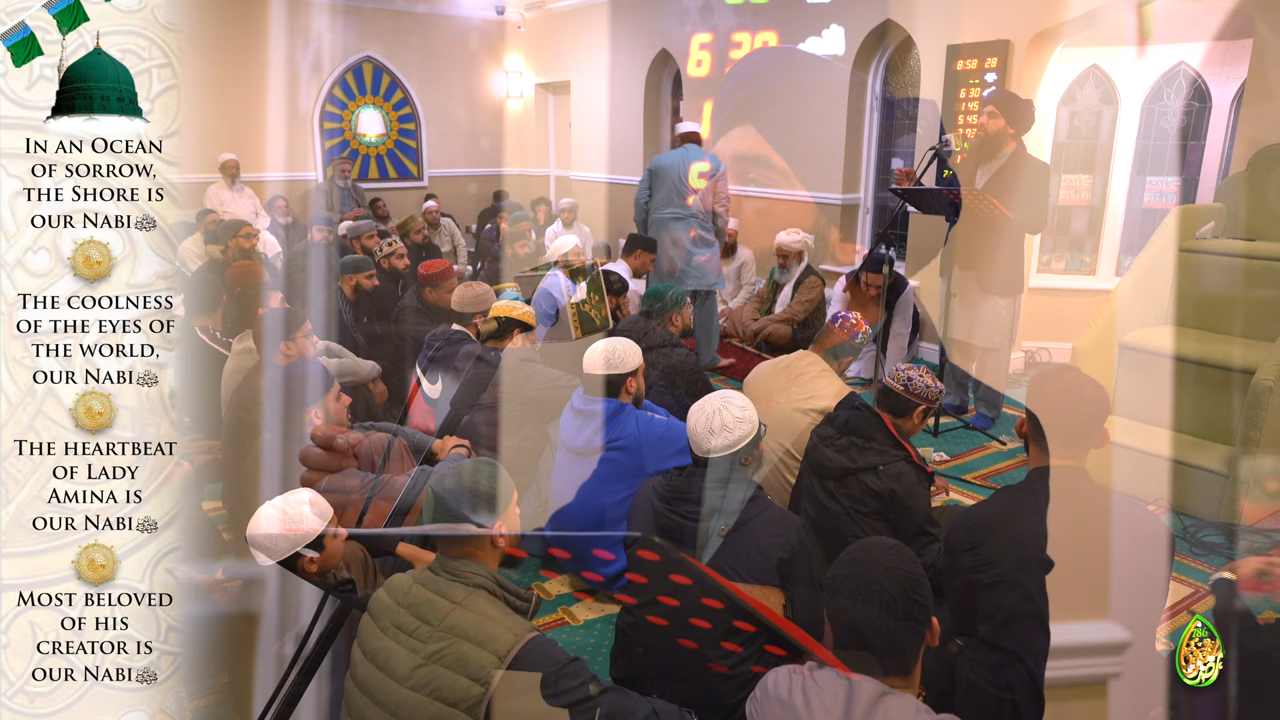 In an Ocean
of sorrow,
the Shore is
our Nabi ﷺ
The coolness
of the eyes of
the world,
our Nabi ﷺ
The heartbeat
of Lady
Amina is
our Nabi ﷺ
Most beloved
of his
creator is
our Nabi ﷺ
6 30
8:58 28
6 30
1 45
5 45
786